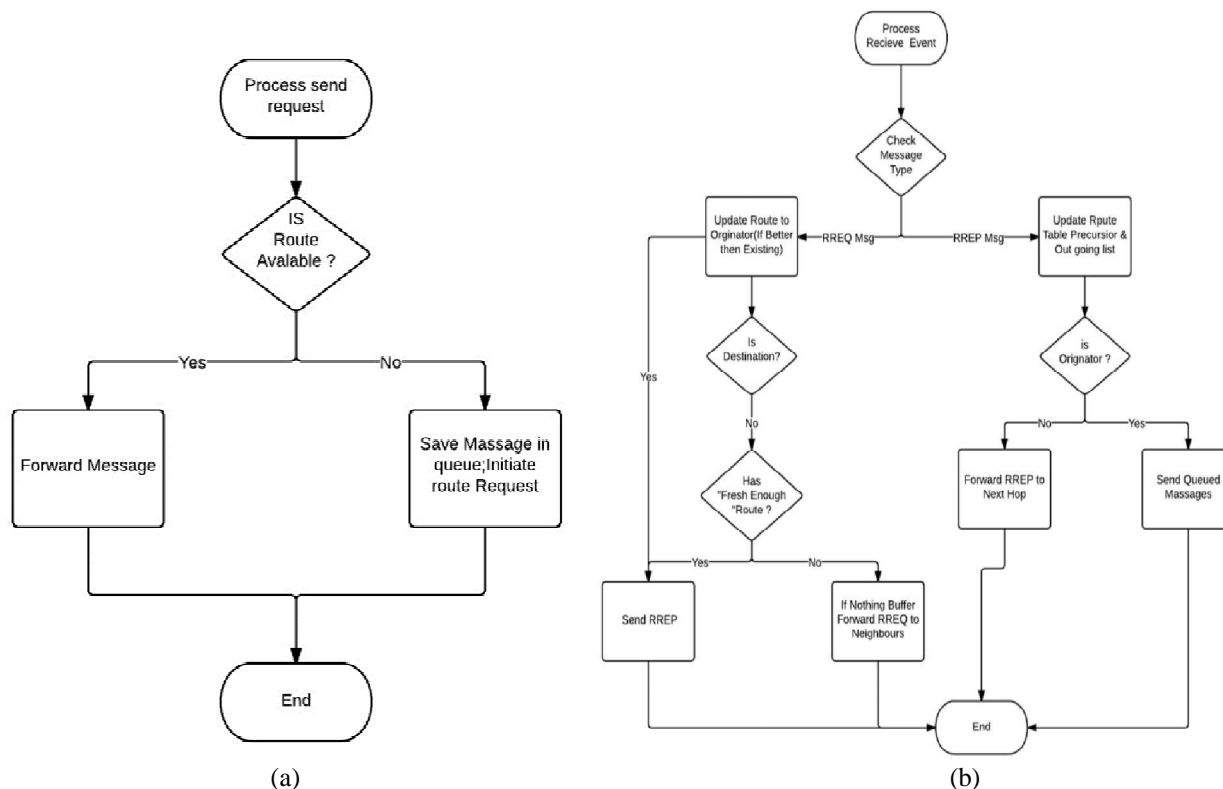 Process send
request
IS
Route
Avalable ?
Yes
No
Forward Message
Save Massage in
queue;Initiate
route Request
End
(a)
Process
Recieve Event
Check
Message
Type
RREQ Msg
RREP Msg
Update Route to
Orginator(If Better
then Existing)
Update Rpute
Table Precursior &
Out going list
Is
Destination?
is
Orignator ?
Yes
No
No
Yes
Has
"Fresh Enough
"Route ?
Forward RREP to
Next Hop
Send Queued
Massages
Yes
No
Send RREP
If Nothing Buffer
Forward RREQ to
Neighbours
End
(b)